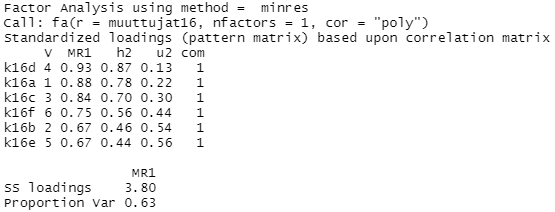 Factor Analysis using method =  minres
Call: fa(r = muuttujat16, nfactors = 1, cor = "poly")
Standardized loadings (pattern matrix) based upon correlation matrix
     V  MR1   h2   u2 com
k16d 4 0.93 0.87 0.13   1
k16a 1 0.88 0.78 0.22   1
k16c 3 0.84 0.70 0.30   1
k16f 6 0.75 0.56 0.44   1
k16b 2 0.67 0.46 0.54   1
k16e 5 0.67 0.44 0.56   1
                MR1
SS loadings    3.80
Proportion Var 0.63